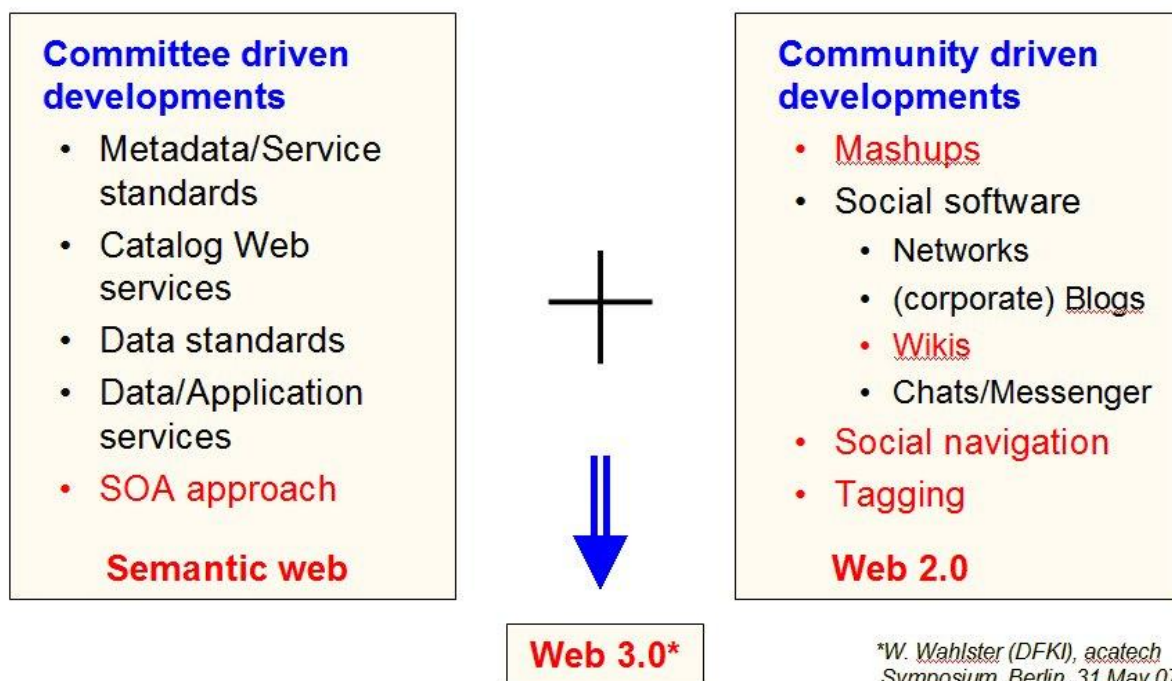 Committee driven
developments
• Metadata/Service
standards
• Catalog Web
services
• Data standards
• Data/Application
services
• SOA approach
Semantic web
Community driven
developments
• Mashups
• Social software
• Networks
• (corporate) Blogs
• Wikis
• Chats/Messenger
• Social navigation
• Tagging
Web 2.0
Web 3.0*
*W. Wahlster (DFKI), acatech
Symposium, Berlin, 31 May 07